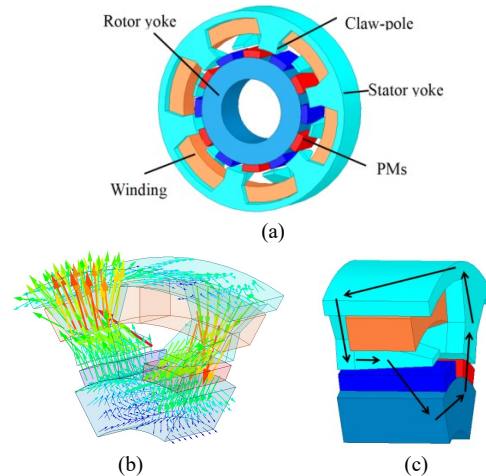 Rotor yoke
Claw-pole
Stator yoke
Winding
PMs
(a)
(b)
(c)